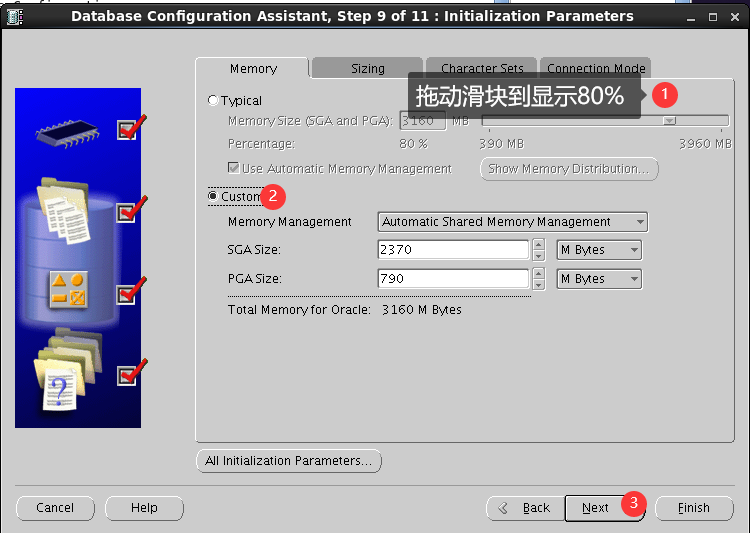 Database Configuration Assistant, Step 9 of 11 : Initialization Parameters
Memory
Sizing
Character Sets
Connection Mode
拖动滑块到显示80%
1
Typical
Memory Size (SGA and PGA): 3160 MB
Percentage: 80 % 390 MB 3960 MB
Use Automatic Memory Management
Show Memory Distribution...
Custom
2
Memory Management Automatic Shared Memory Management
SGA Size: 2370 M Bytes
PGA Size: 790 M Bytes
Total Memory for Oracle: 3160 M Bytes
All Initialization Parameters...
Cancel
Help
Back
Next
3
Finish